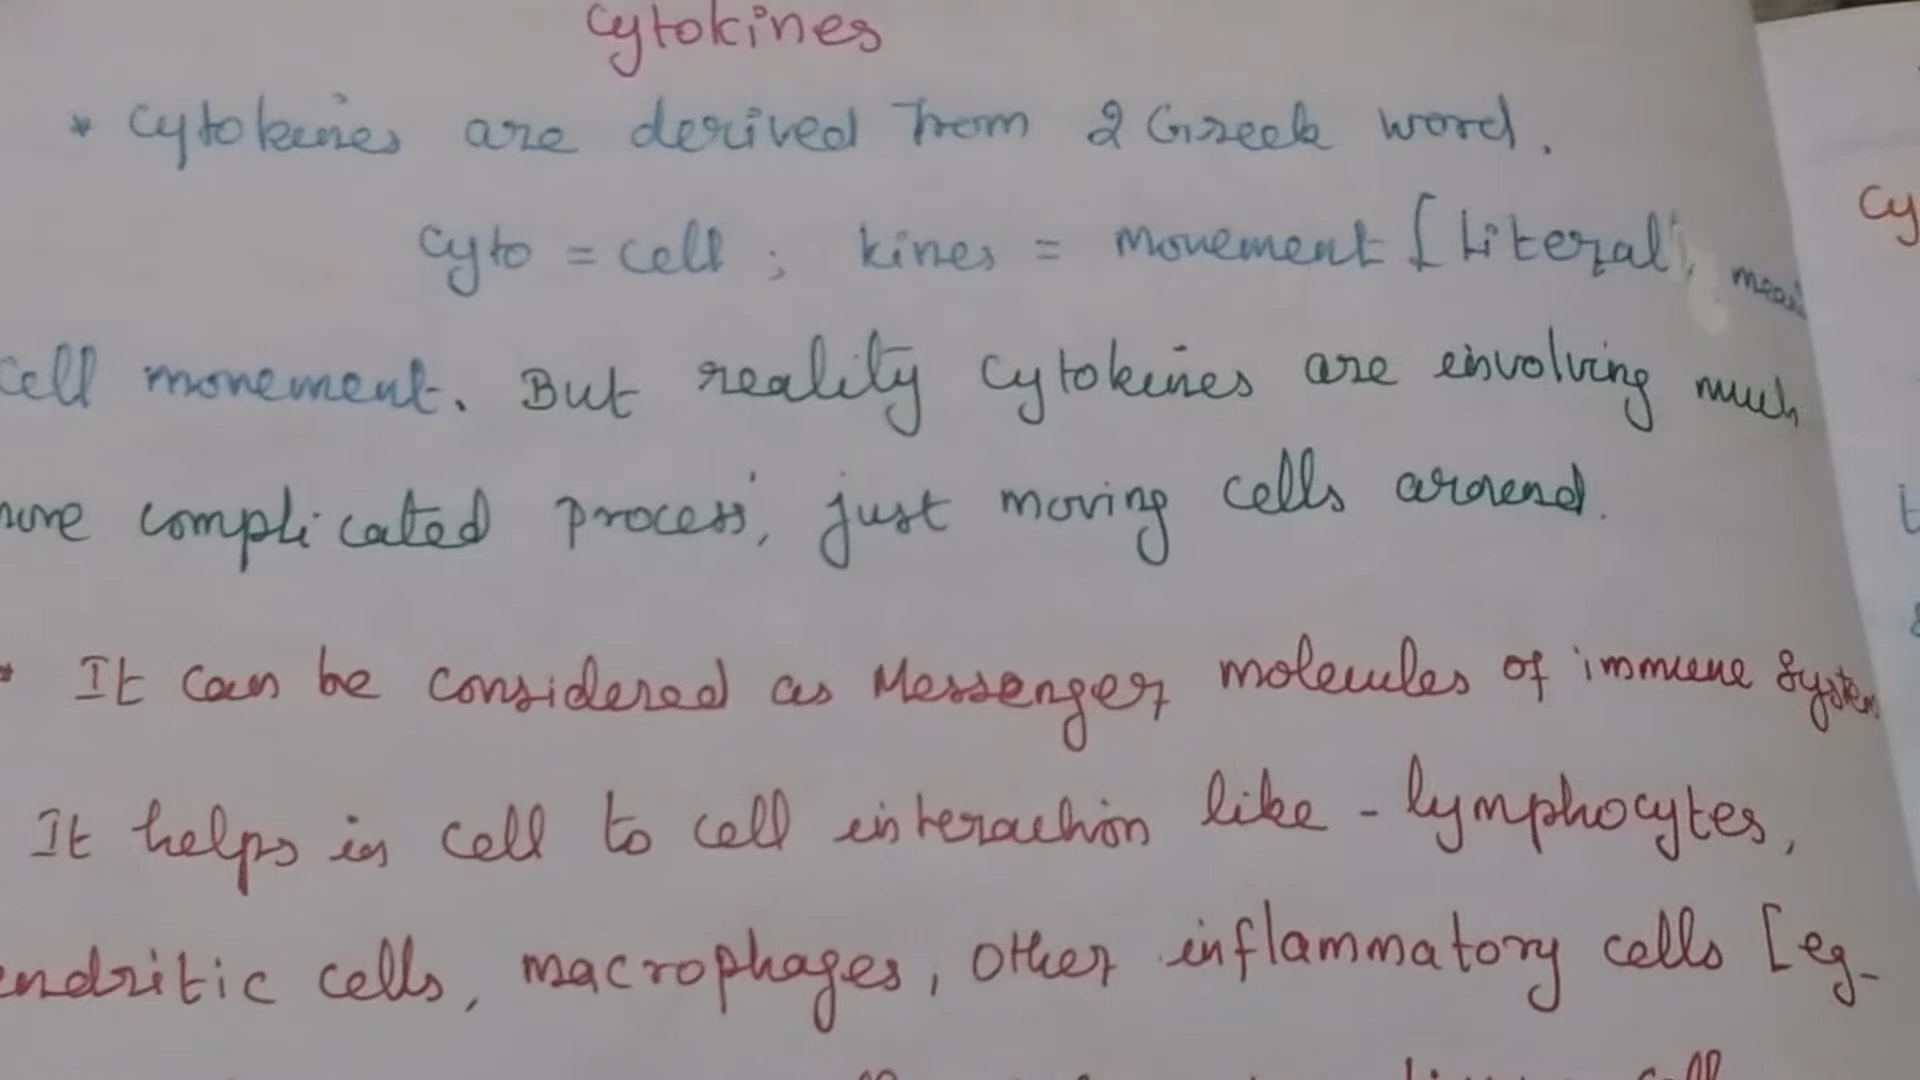 Cytokines
* Cytokines are derived from 2 Greek word.
Cyto = cell ; kines = movement [Literal
cell movement. But reality cytokines are involving much
more complicated process, just moving cells around.
* It can be considered as Messenger molecules of immune system
It helps in cell to cell interaction like - lymphocytes,
endritic cells, macrophages, other inflammatory cells [eg-
cy